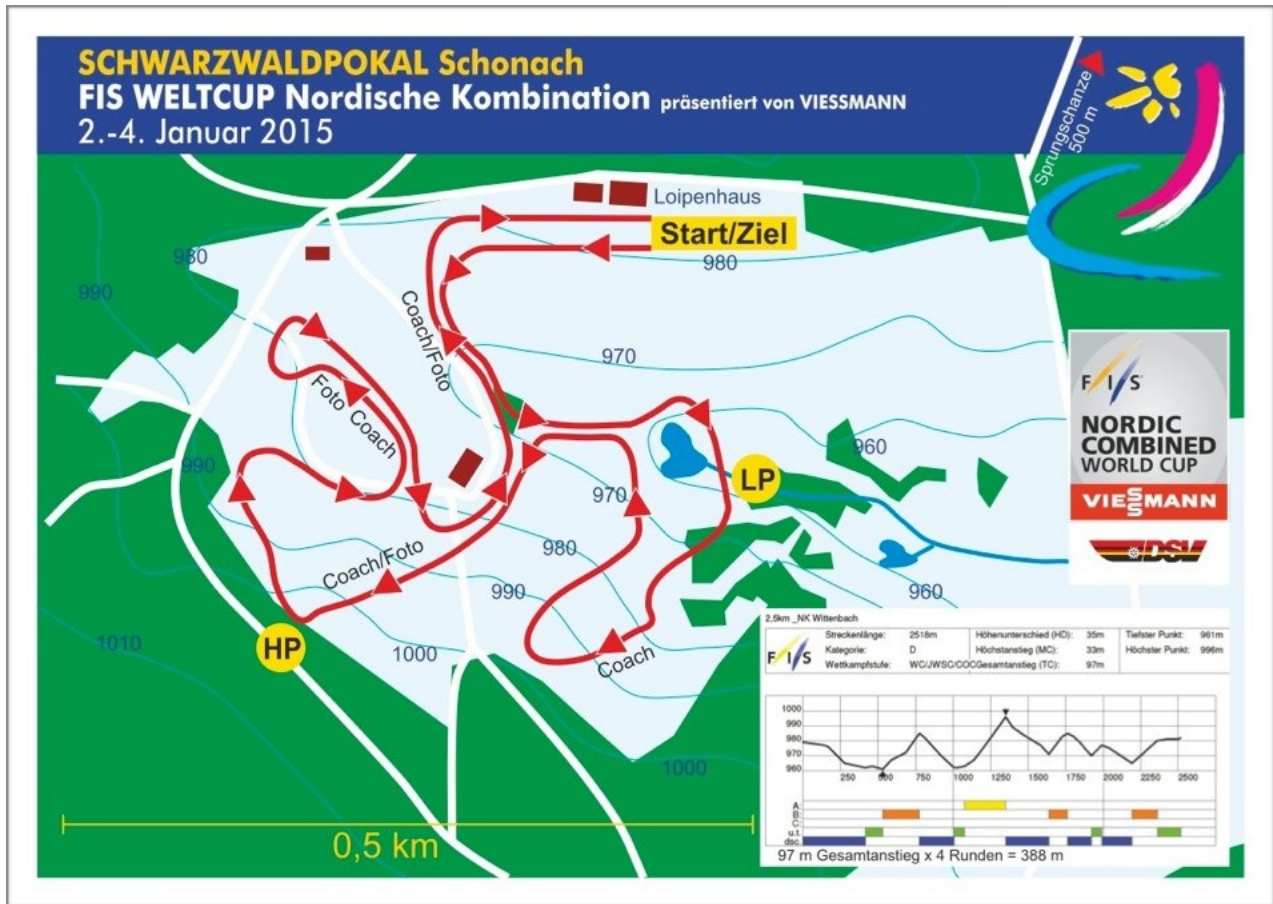 SCHWARZWALDPOKAL Schonach
FIS WELTCUP Nordische Kombination präsentiert von VIESSMANN
2.-4. Januar 2015
Sprungschanze
500 m
Loipenhaus
Start/Ziel
980
980
990
Coach/Foto
970
Foto Coach
FIS
NORDIC
COMBINED
WORLD CUP
VIESSMANN
DSV
990
970
LP
960
980
Coach/Foto
990
960
1010
HP
1000
Coach
1000
0,5 km
2,5km _NK Wittenbach
FIS
Streckenlänge: 2518m Höhenunterschied (HD): 35m Tiefster Punkt: 961m
Kategorie: D Höchstanstieg (MC): 33m Höchster Punkt: 996m
Wettkampfstufe: WC/JWSC/COC Gesamtanstieg (TC): 97m
1000
990
980
970
960
250 500 750 1000 1250 1500 1750 2000 2250 2500
A:
B:
C:
u.t.
dsc.
97 m Gesamtanstieg x 4 Runden = 388 m